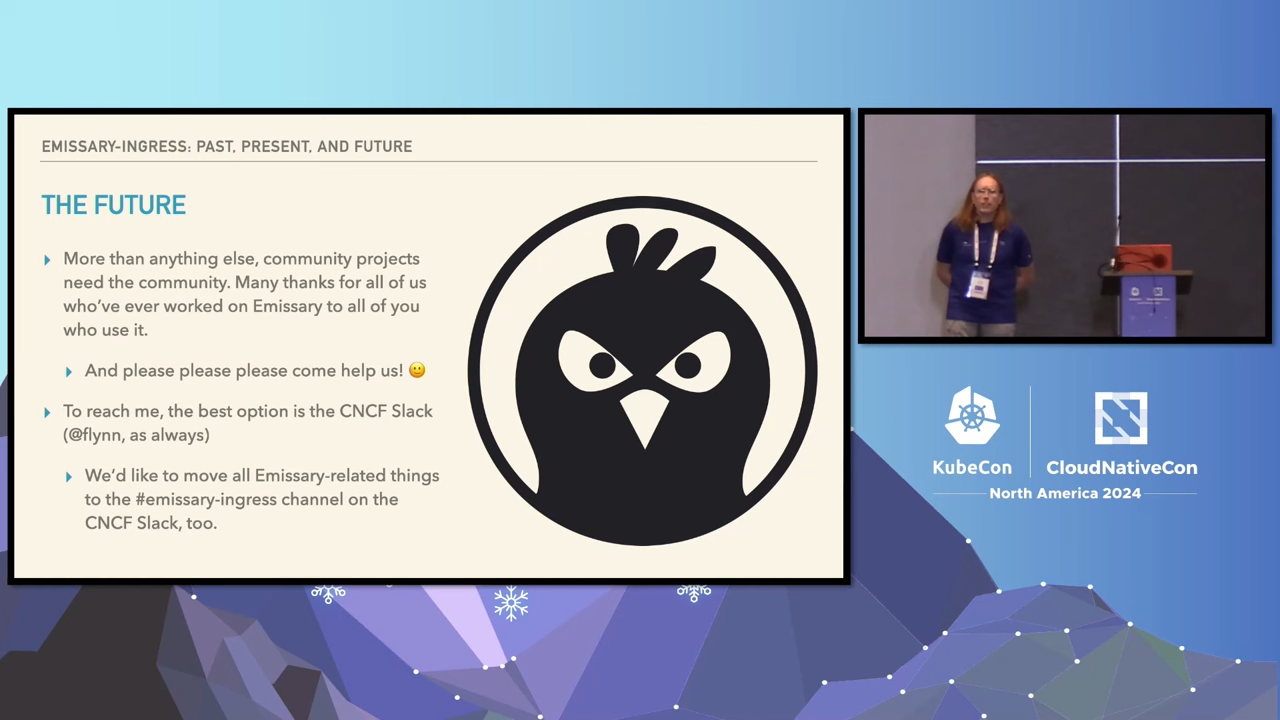 EMISSARY-INGRESS: PAST, PRESENT, AND FUTURE
THE FUTURE
More than anything else, community projects
need the community. Many thanks for all of us
who’ve ever worked on Emissary to all of you
who use it.
And please please please come help us! 🙂
To reach me, the best option is the CNCF Slack
(@flynn, as always)
We’d like to move all Emissary-related things
to the #emissary-ingress channel on the
CNCF Slack, too.
KubeCon
CloudNativeCon
North America 2024